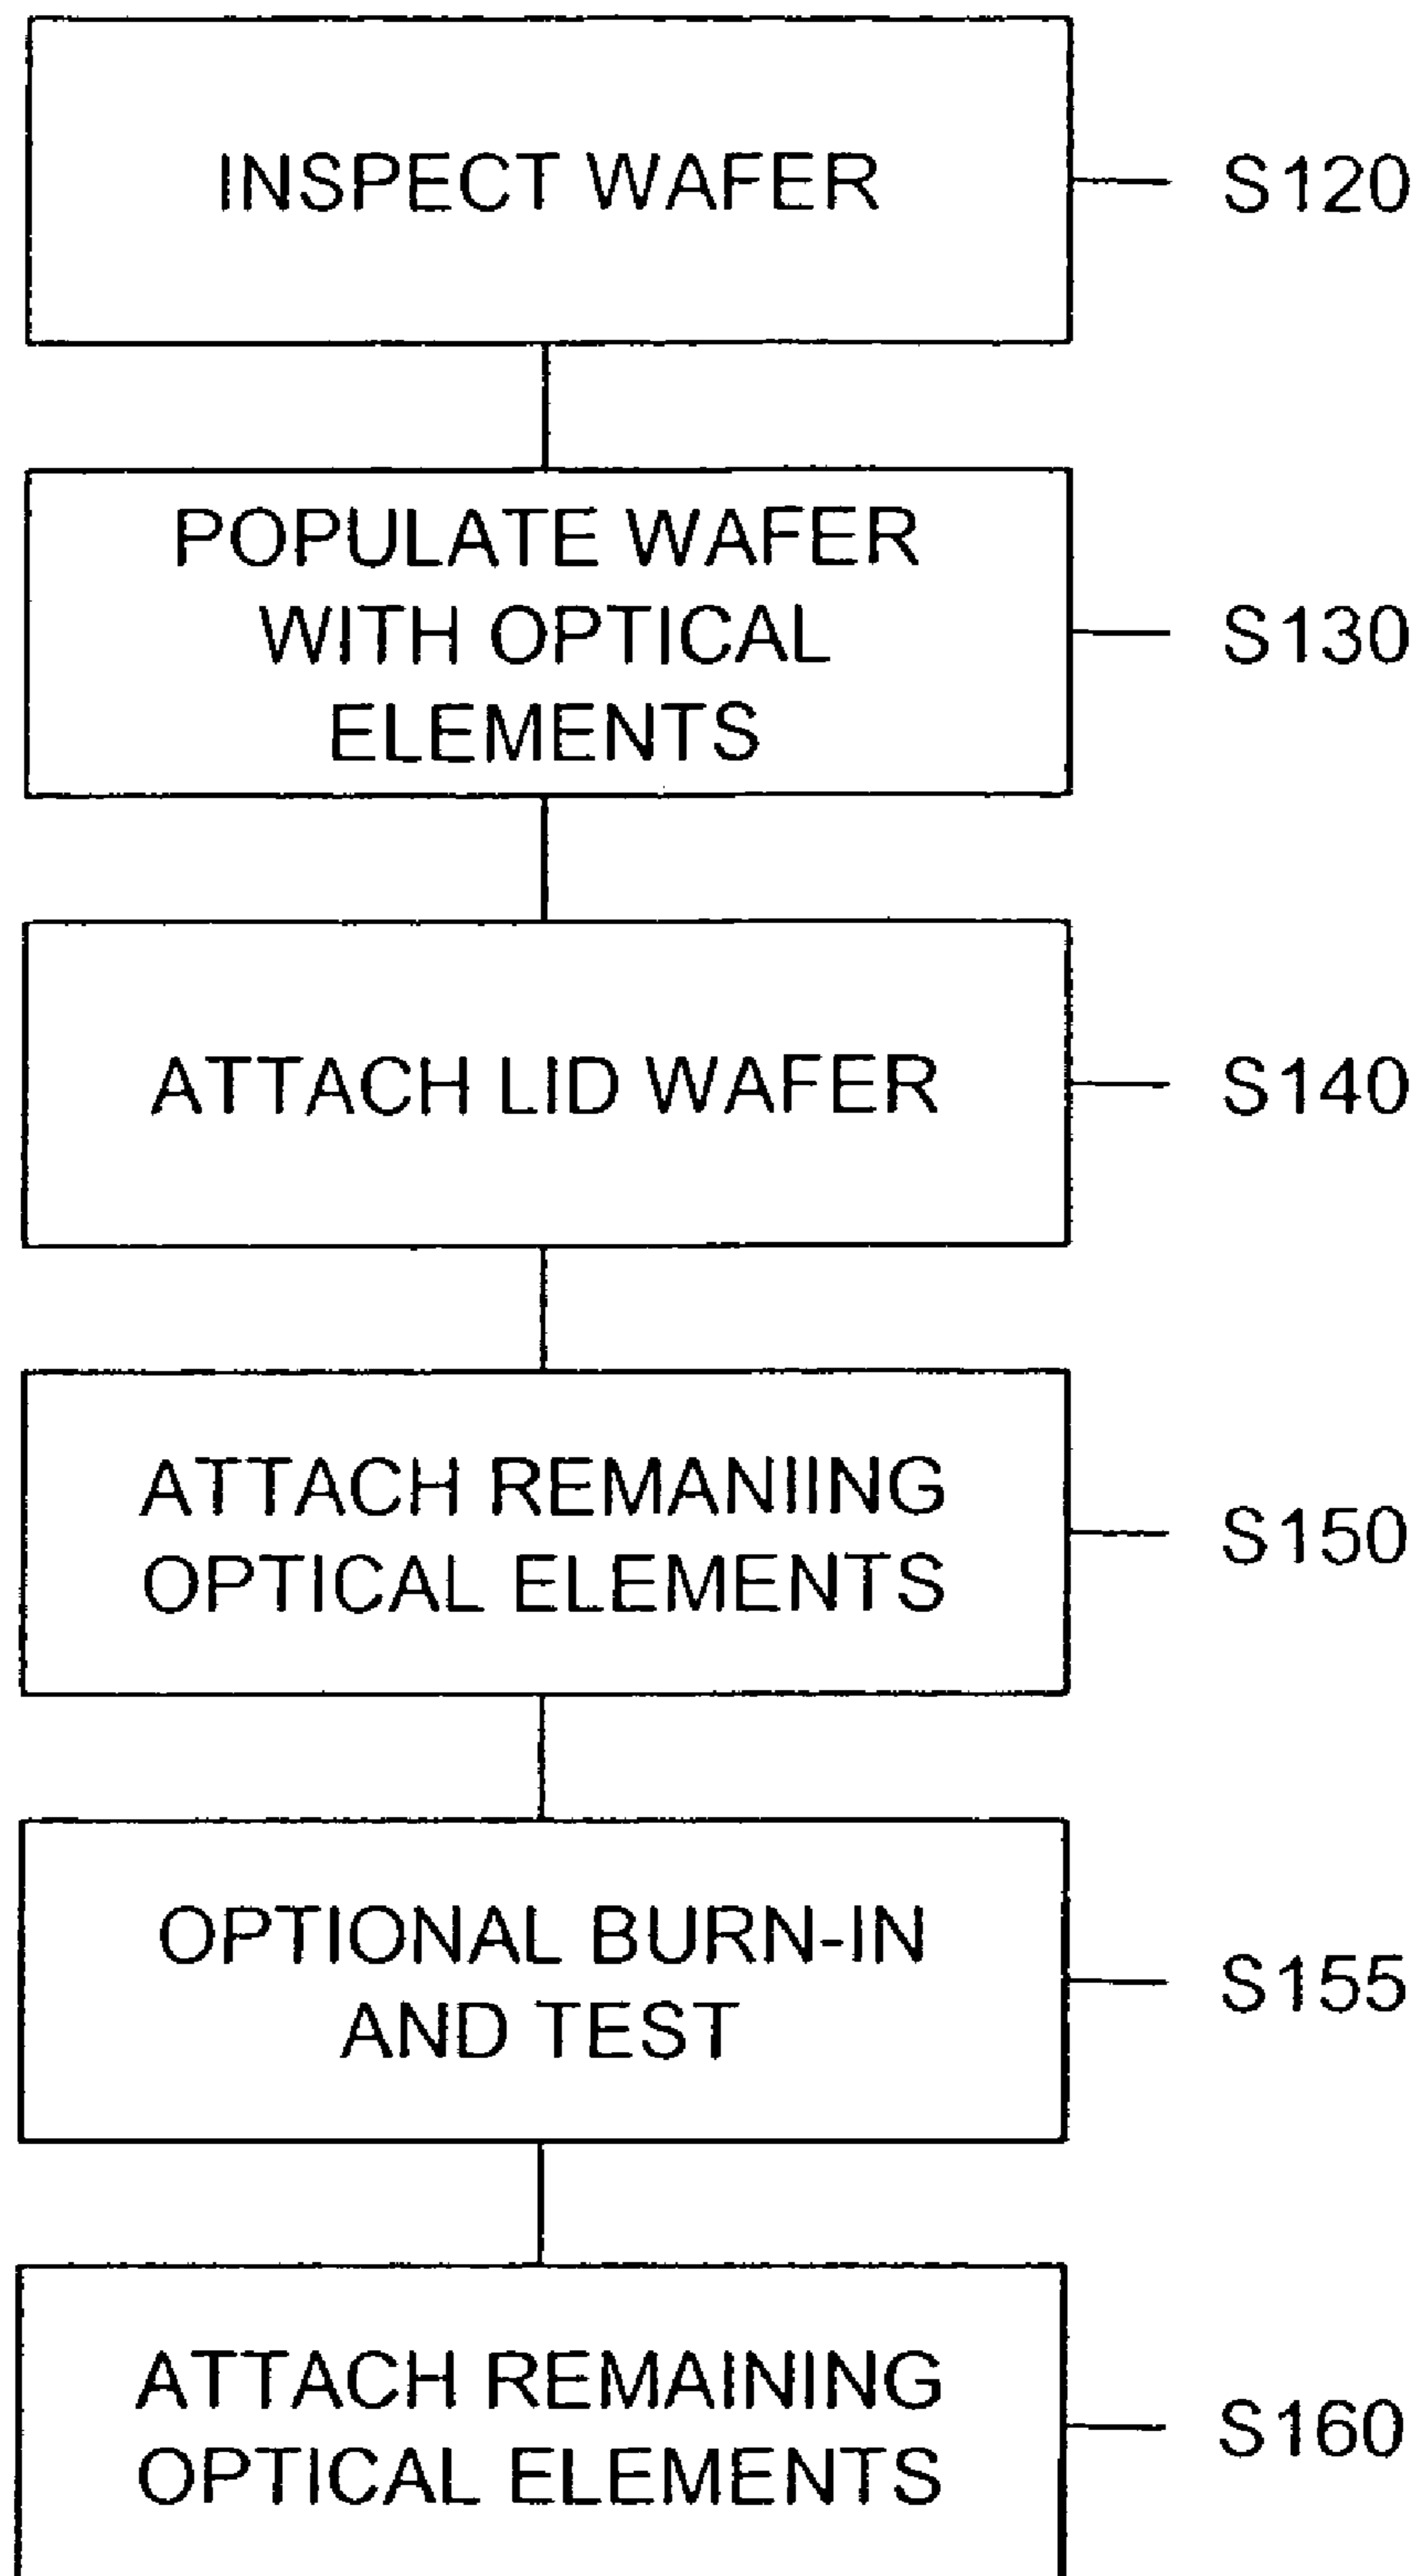 INSPECT WAFER
S120
POPULATE WAFER
WITH OPTICAL
ELEMENTS
S130
ATTACH LID WAFER
S140
ATTACH REMANIING
OPTICAL ELEMENTS
S150
OPTIONAL BURN-IN
AND TEST
S155
ATTACH REMAINING
OPTICAL ELEMENTS
S160